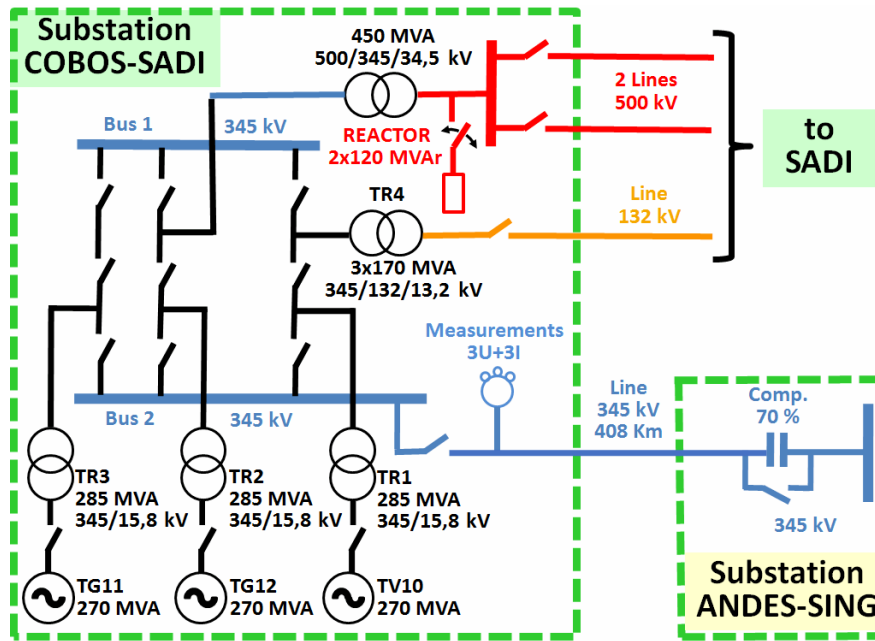 Substation
COBOS-SADI
450 MVA
500/345/34,5 kV
2 Lines
500 kV
Bus 1
345 kV
REACTOR
2x120 MVAr
to
SADI
TR4
Line
132 kV
3x170 MVA
345/132/13,2 kV
Measurements
3U+3I
Bus 2
345 kV
Line
345 kV
408 Km
Comp.
70 %
345 kV
TR3
285 MVA
345/15,8 kV
TR2
285 MVA
345/15,8 kV
TR1
285 MVA
345/15,8 kV
TG11
270 MVA
TG12
270 MVA
TV10
270 MVA
Substation
ANDES-SING